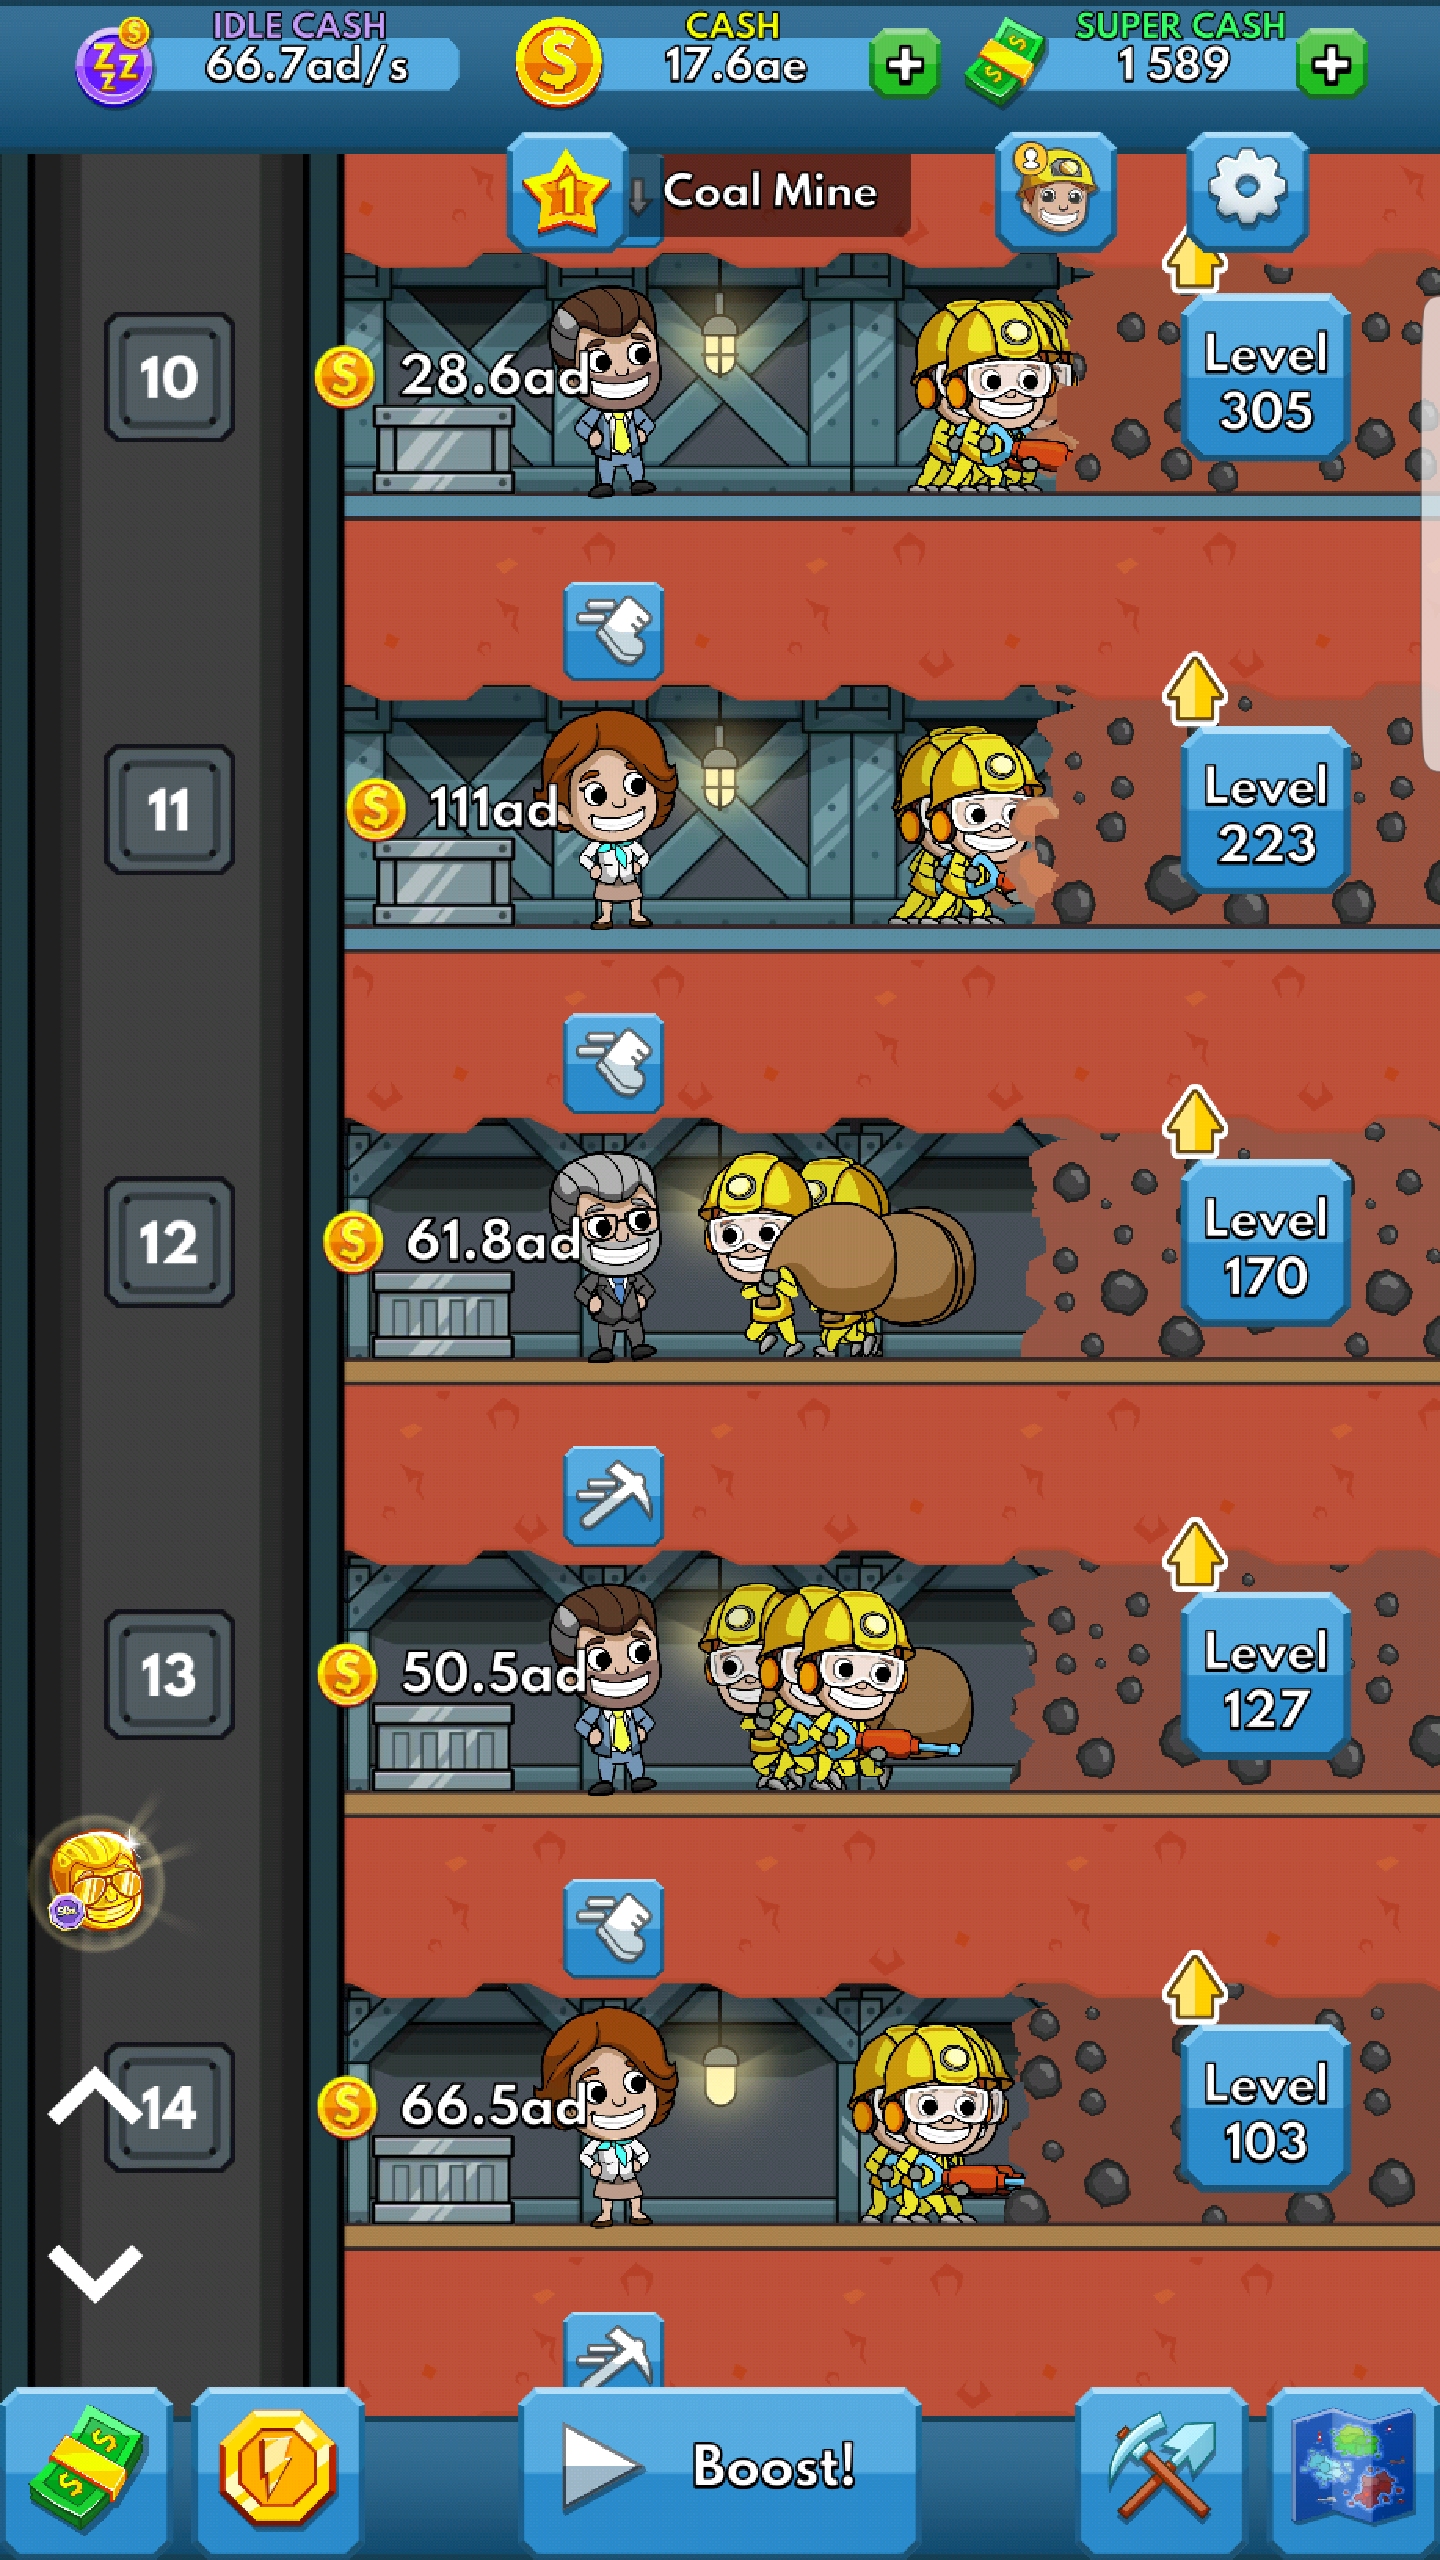 IDLE CASH
66.7ad/s
CASH
17.6ae
SUPER CASH
1 589
1
Coal Mine
10
28.6ad
Level
305
11
111ad
Level
223
12
61.8ad
Level
170
13
50.5ad
Level
127
14
66.5ad
Level
103
Boost!